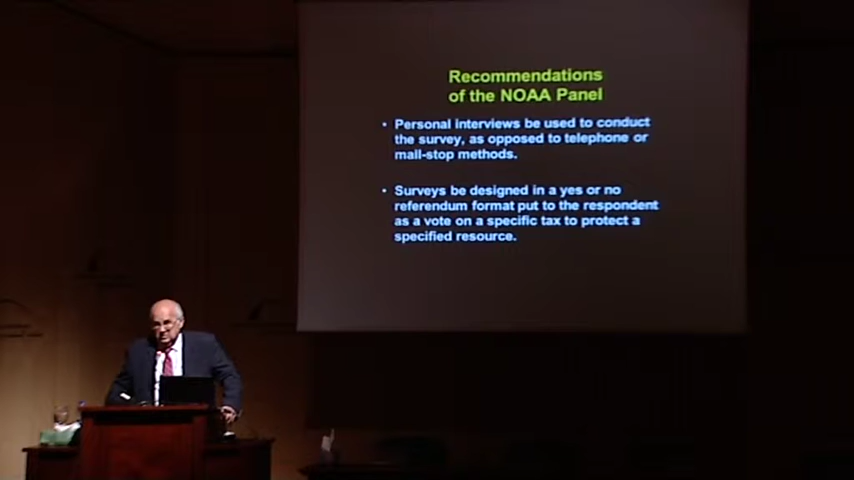 Recommendations
of the NOAA Panel
• Personal interviews be used to conduct
the survey, as opposed to telephone or
mall-stop methods.
• Surveys be designed in a yes or no
referendum format put to the respondent
as a vote on a specific tax to protect a
specified resource.